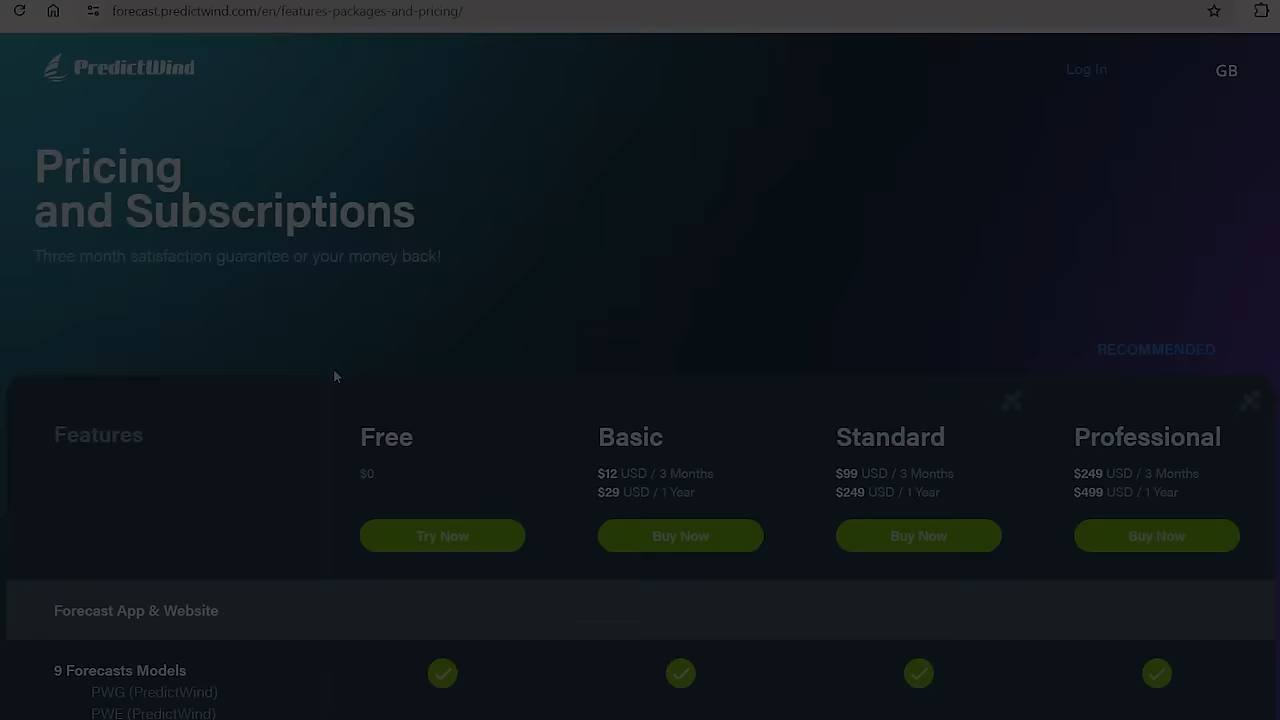 forecast.predictwind.com/en/features-packages-and-pricing/
PredictWind
Log In
GB
Pricing
and Subscriptions
Three month satisfaction guarantee or your money back!
RECOMMENDED
Features
Free
$0
Try Now
Basic
$12 USD / 3 Months
$29 USD / 1 Year
Buy Now
Standard
$99 USD / 3 Months
$249 USD / 1 Year
Buy Now
Professional
$249 USD / 3 Months
$499 USD / 1 Year
Buy Now
Forecast App & Website
9 Forecasts Models
PWG (PredictWind)
PWE (PredictWind)